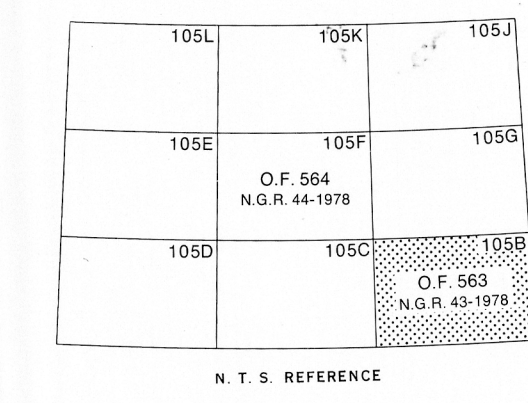 105L 105K 105J
105E 105F 105G
O.F. 564
N.G.R. 44-1978
105D 105C 105B
O.F. 563
N.G.R. 43-1978
N. T. S. REFERENCE